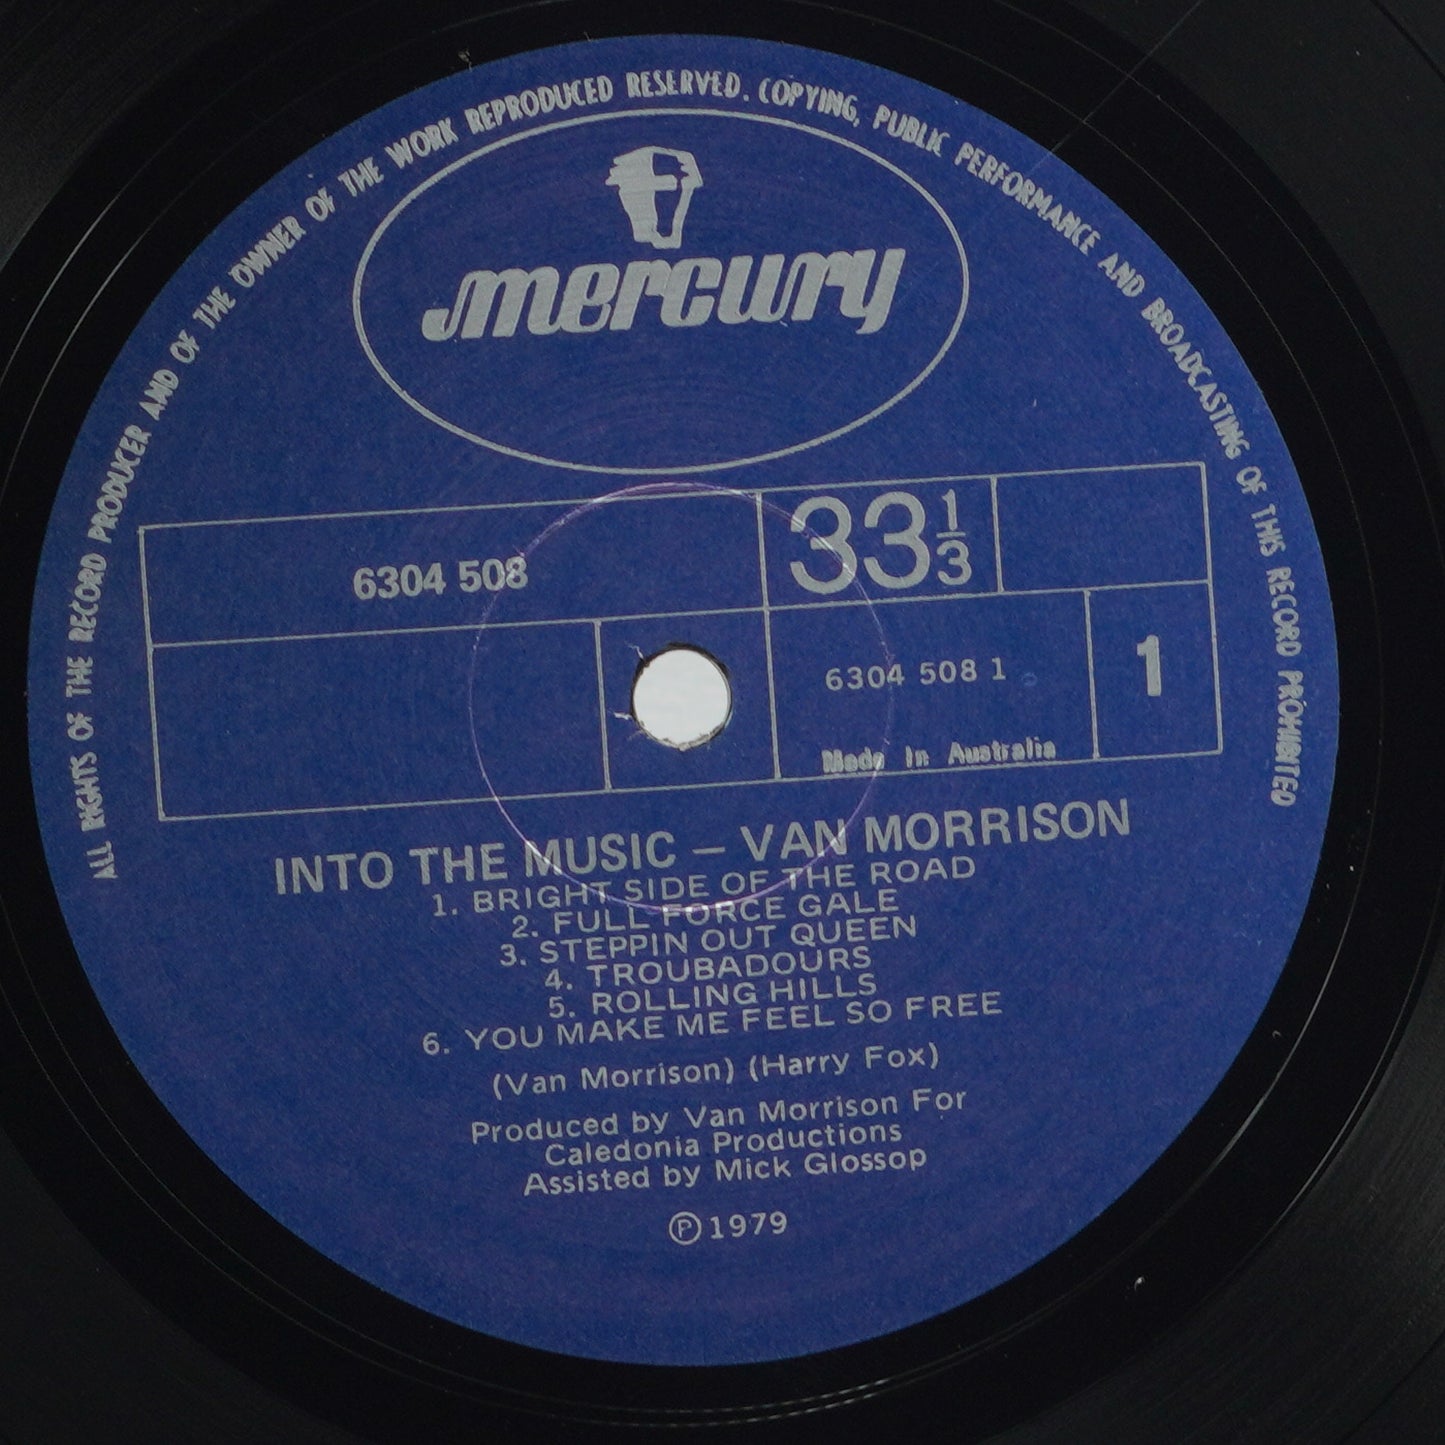 ALL RIGHTS OF THE RECORD PRODUCER AND OF THE OWNER OF THE WORK REPRODUCED RESERVED. COPYING, PUBLIC PERFORMANCE AND BROADCASTING OF THIS RECORD PROHIBITED
mercury
6304 508
33 1/3
6304 508 1
1
Made In Australia
INTO THE MUSIC – VAN MORRISON
1. BRIGHT SIDE OF THE ROAD
2. FULL FORCE GALE
3. STEPPIN OUT QUEEN
4. TROUBADOURS
5. ROLLING HILLS
6. YOU MAKE ME FEEL SO FREE
(Van Morrison) (Harry Fox)
Produced by Van Morrison For
Caledonia Productions
Assisted by Mick Glossop
℗ 1979